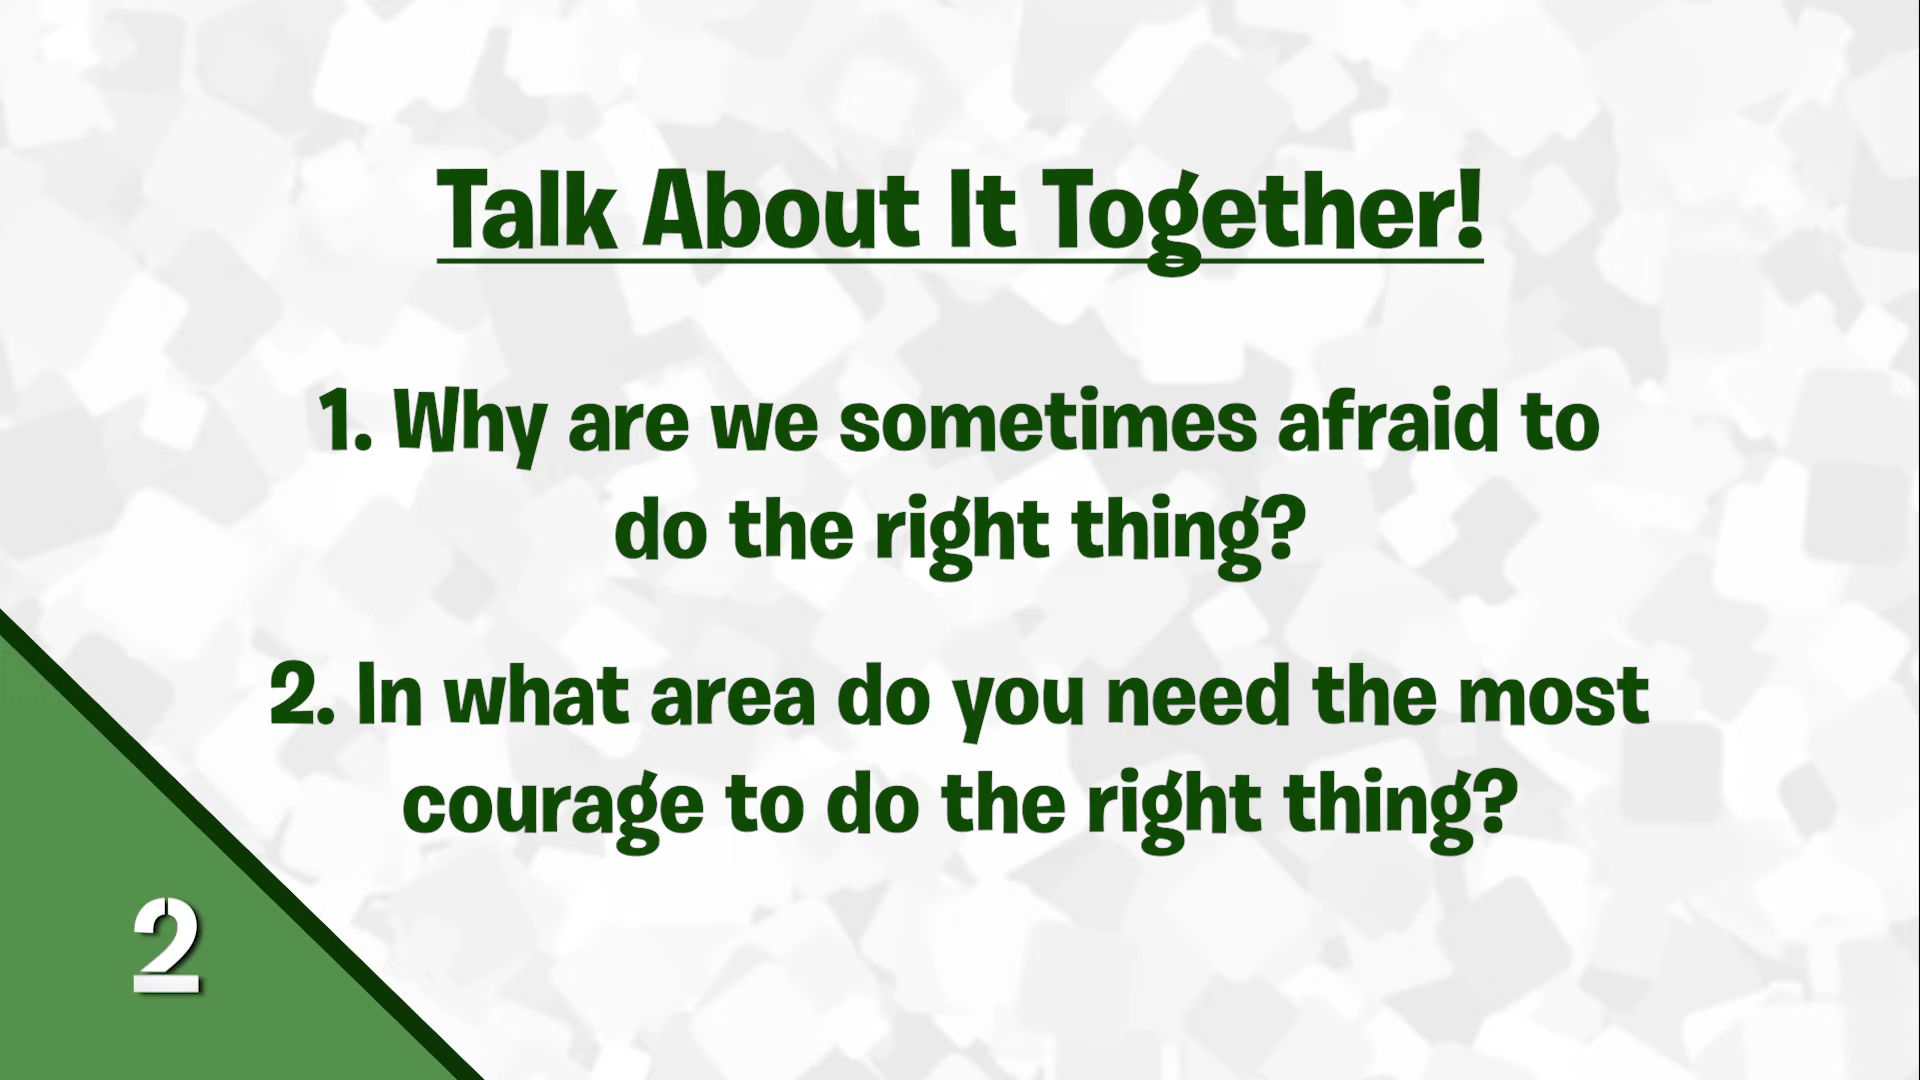 Talk About It Together!
1. Why are we sometimes afraid to
do the right thing?
2. In what area do you need the most
courage to do the right thing?
2